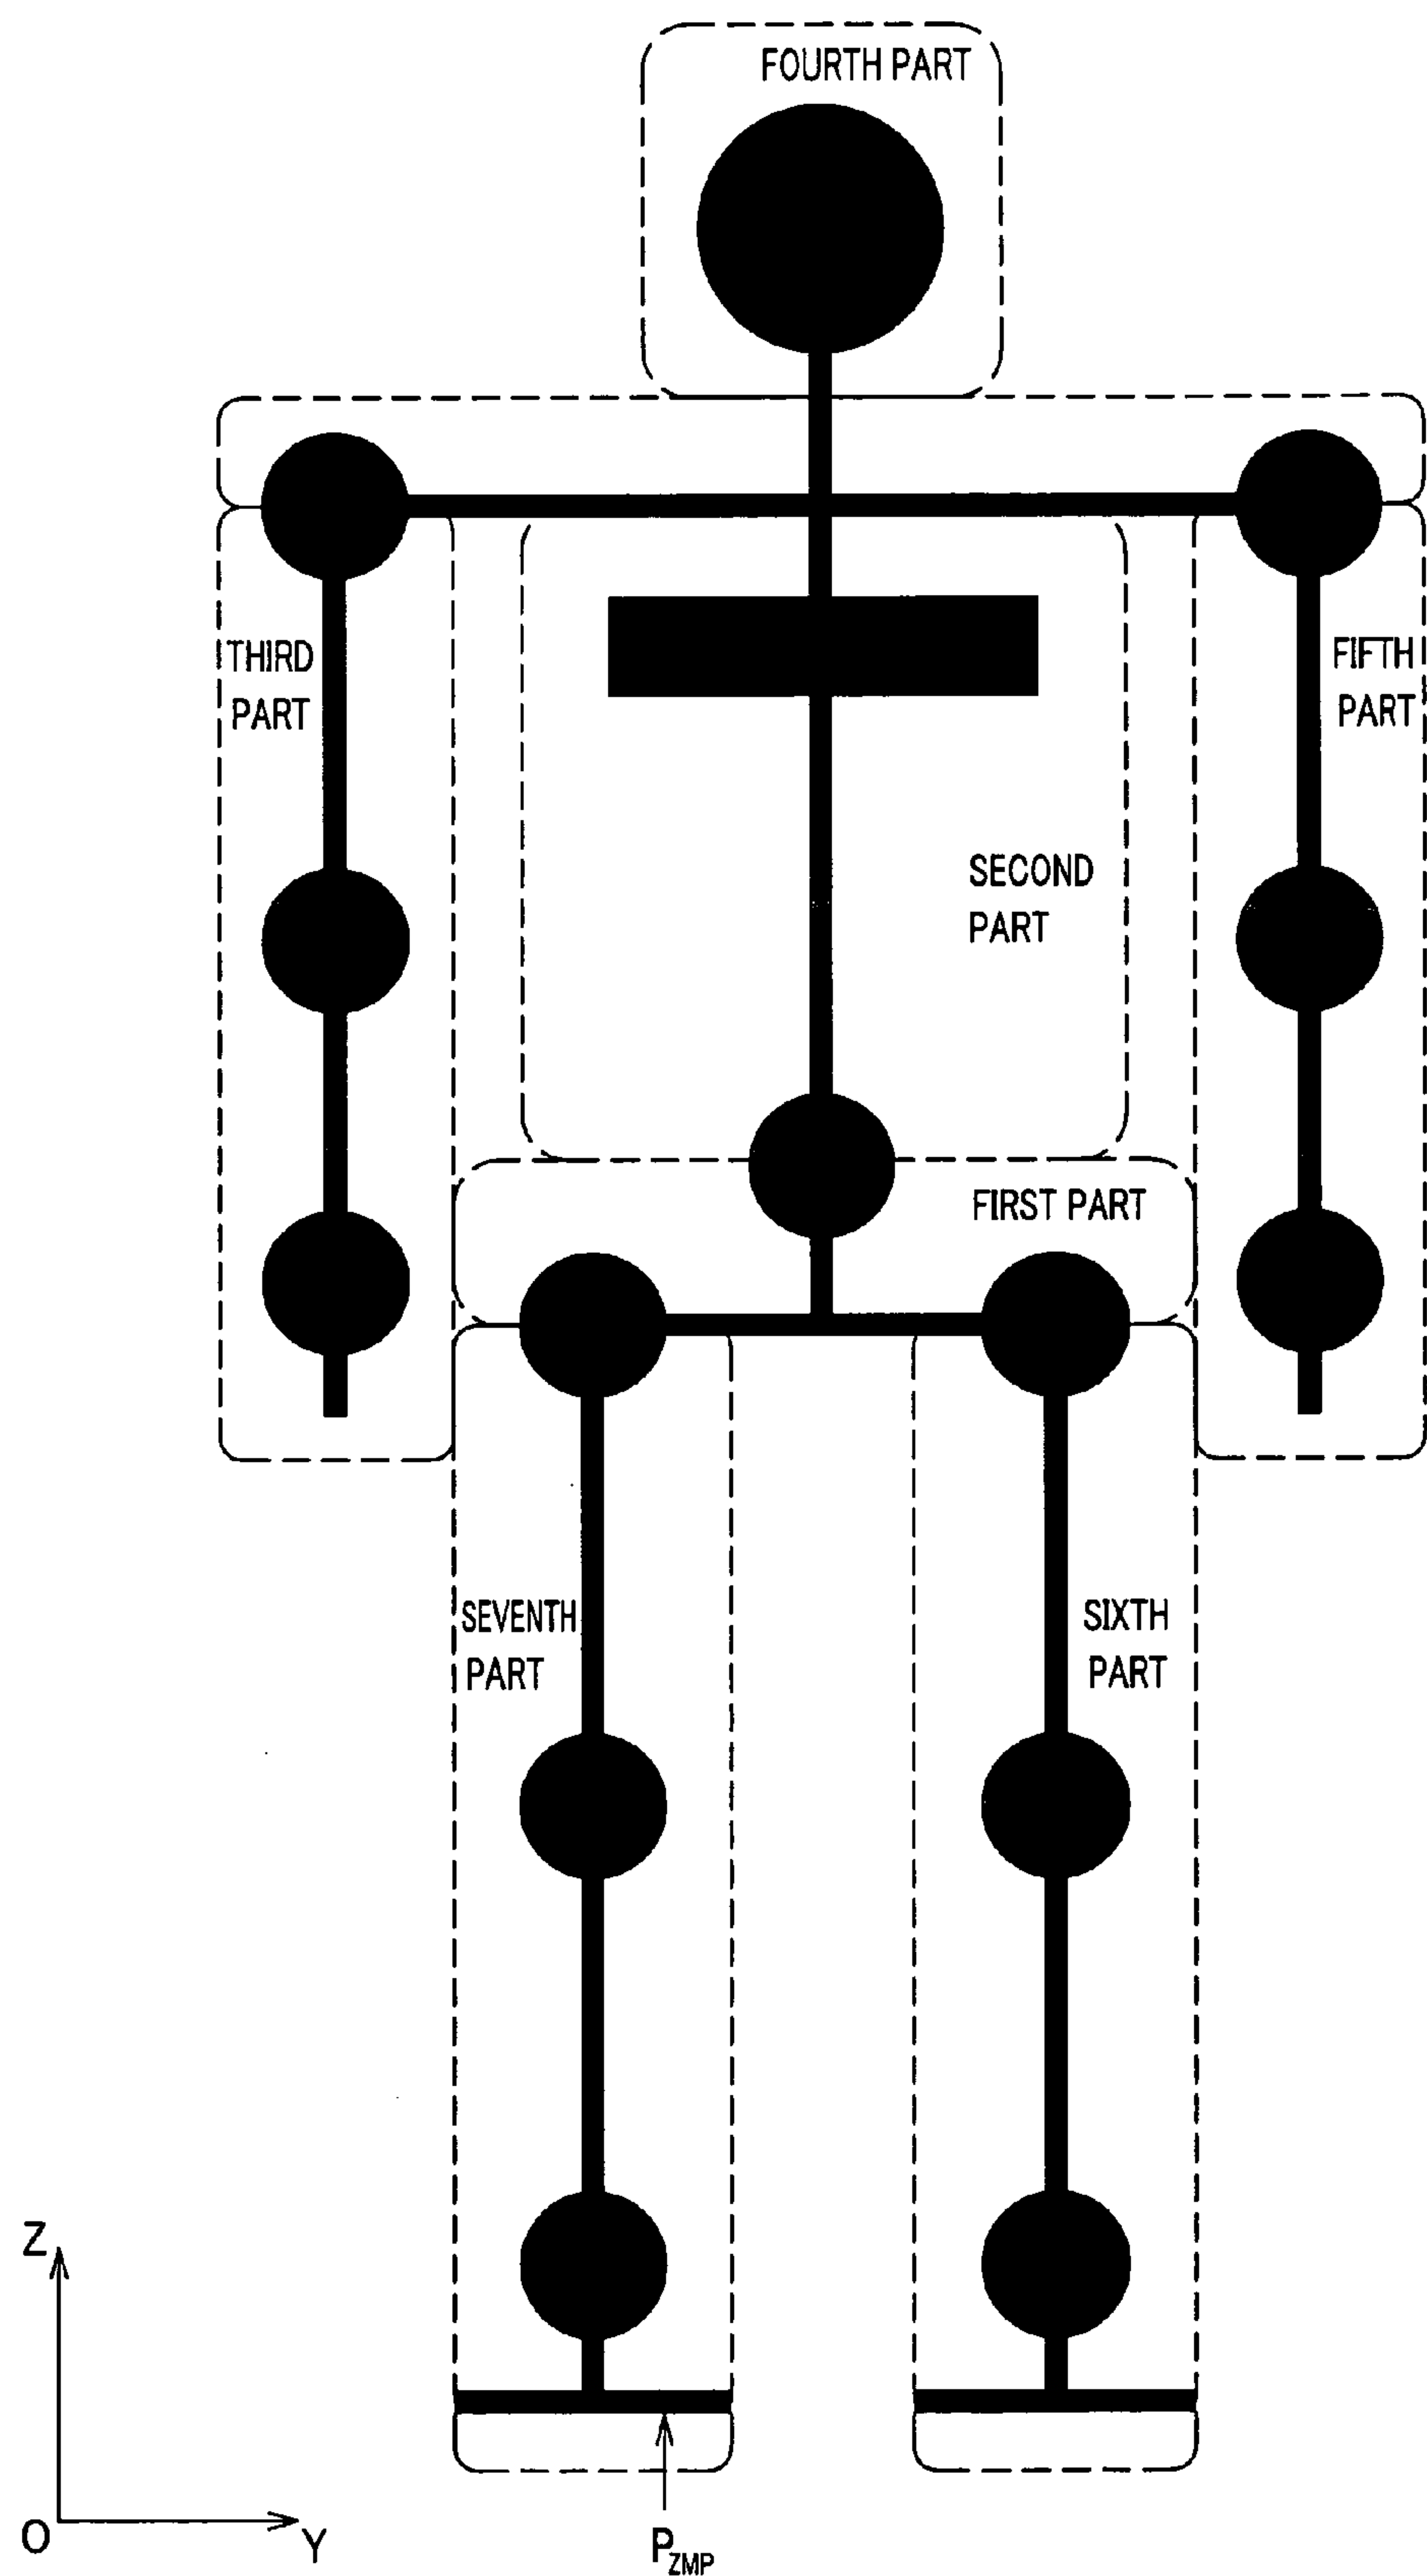 FOURTH PART
THIRD
PART
FIFTH
PART
SECOND
PART
FIRST PART
SEVENTH
PART
SIXTH
PART
Z
O
Y
PZMP